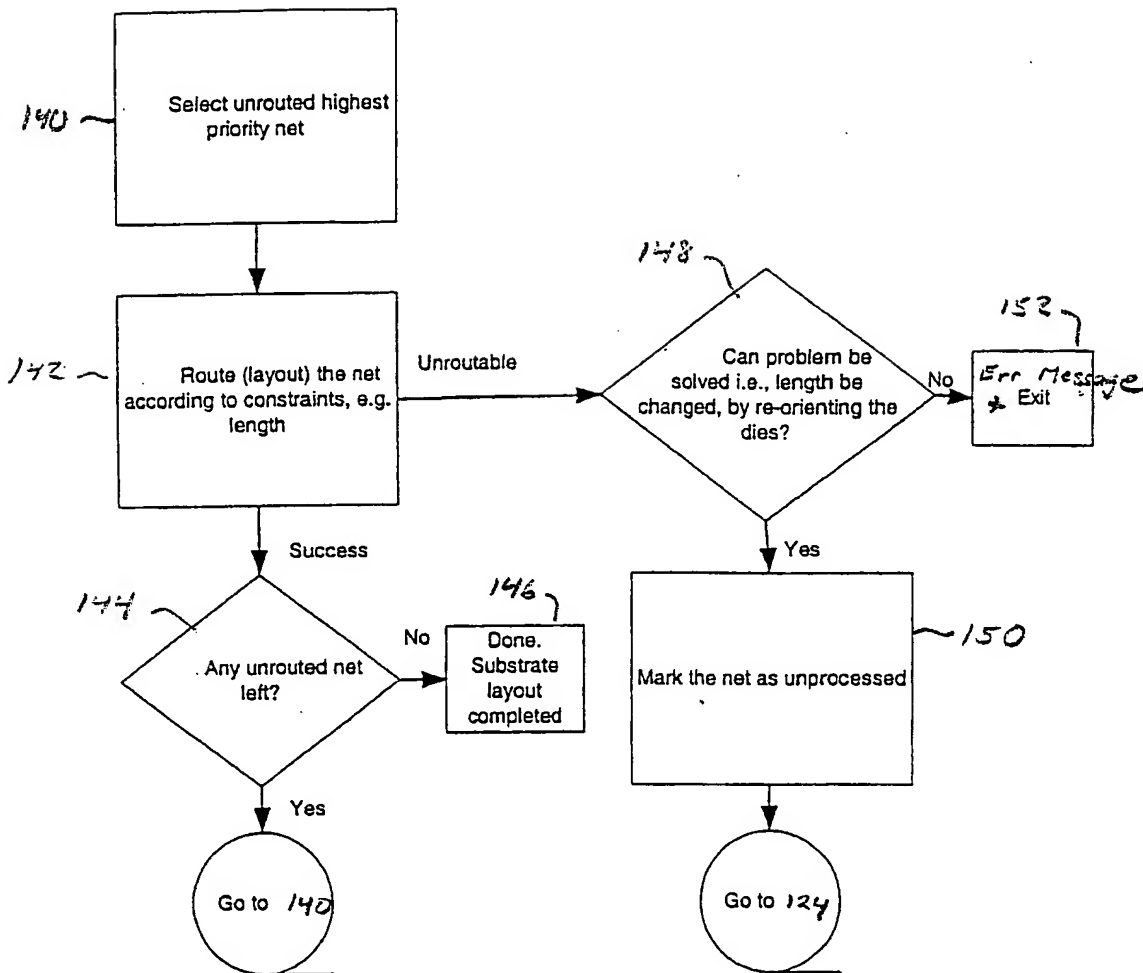 140
Select unrouted highest
priority net
142
Route (layout) the net
according to constraints, e.g.
length
Unroutable
148
Can problem be
solved i.e., length be
changed, by re-orienting the
dies?
No
152
Err Message
& Exit
Success
Yes
144
Any unrouted net
left?
No
146
Done.
Substrate
layout
completed
Mark the net as unprocessed
150
Yes
Go to 140
Go to 124